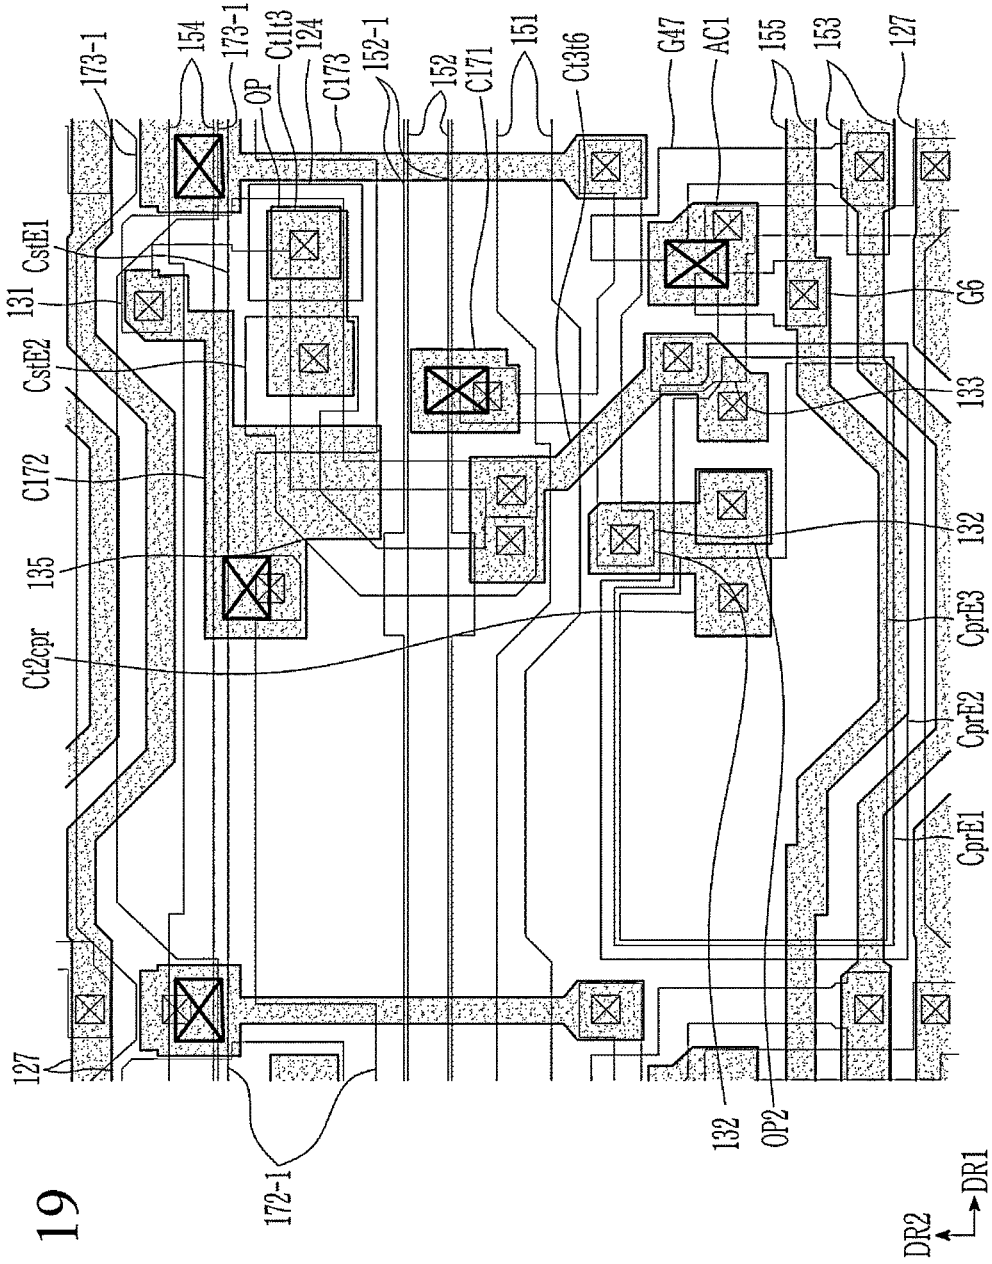 19
173-1
154
173-1
OP
Ct1t3
124
C173
152-1
152
C171
151
Ct3t6
G47
AC1
155
153
127
CstE1
131
CstE2
C172
135
Ct2cpr
127
172-1
G6
133
132
CprE3
CprE2
CprE1
132
OP2
DR2
DR1